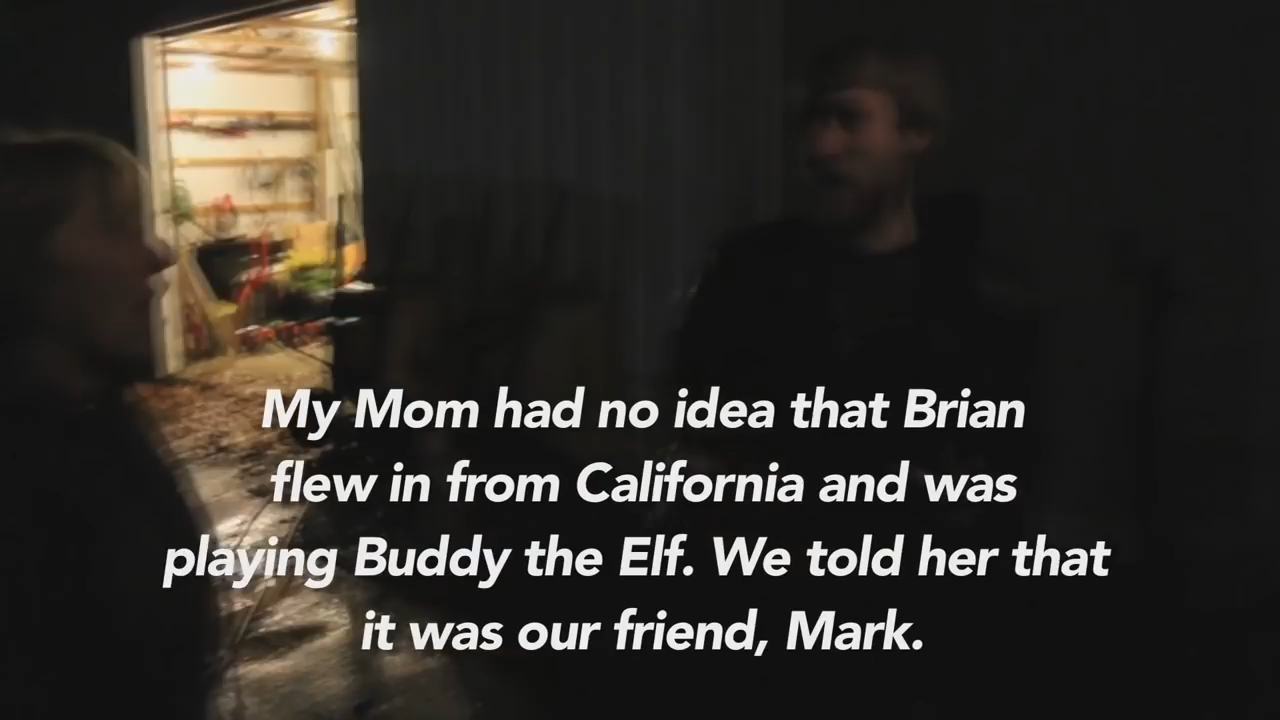 My Mom had no idea that Brian
flew in from California and was
playing Buddy the Elf. We told her that
it was our friend, Mark.